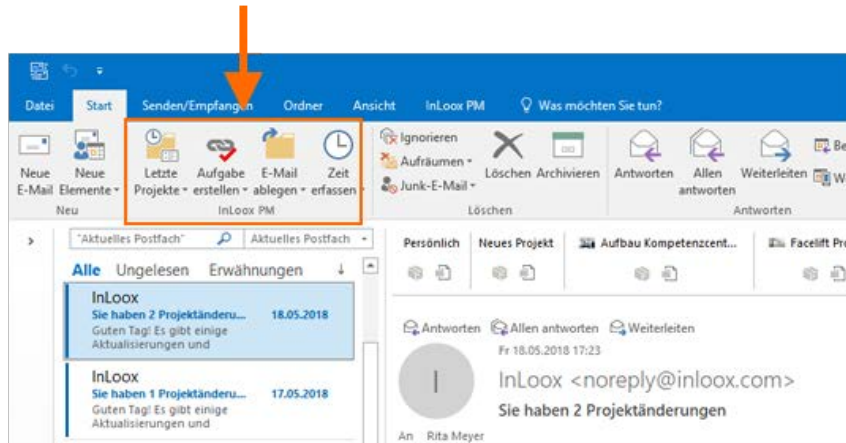 Datei Start Senden/Empfangen Ordner Ansicht InLoox PM Was möchten Sie tun?
Neue E-Mail
Neue Elemente
Neu
Letzte Projekte
Aufgabe erstellen
E-Mail ablegen
Zeit erfassen
InLoox PM
Ignorieren
Aufräumen
Junk-E-Mail
Löschen Archivieren
Löschen
Antworten
Allen antworten
Weiterleiten
Antworten
"Aktuelles Postfach" Aktuelles Postfach
Alle Ungelesen Erwähnungen
InLoox
Sie haben 2 Projektänderu... 18.05.2018
Guten Tag! Es gibt einige
Aktualisierungen und
InLoox
Sie haben 1 Projektänderu... 17.05.2018
Guten Tag! Es gibt einige
Aktualisierungen und
Persönlich Neues Projekt Aufbau Kompetenzcent... Facelift Pro
Antworten Allen antworten Weiterleiten
Fr 18.05.2018 17:23
I
InLoox <noreply@inloox.com>
Sie haben 2 Projektänderungen
An Rita Meyer